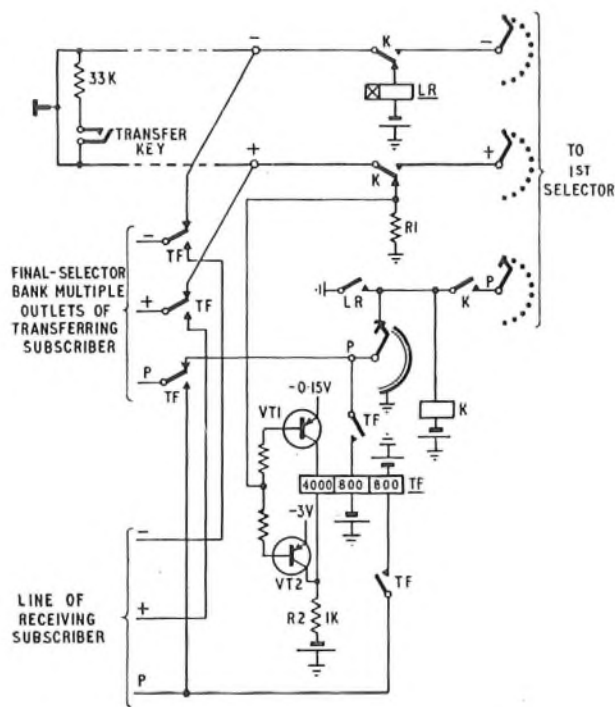 -
K
-
33K
LR
TRANSFER KEY
+
K
+
TO
1ST
SELECTOR
R1
-
TF
FINAL-SELECTOR
BANK MULTIPLE
OUTLETS OF
TRANSFERRING
SUBSCRIBER
+
TF
LR
K
P
P
TF
P
-0·15V
VT1
TF
K
4000 800 800 TF
-3V
VT2
TF
-
R2 1K
LINE OF
RECEIVING
SUBSCRIBER
+
P